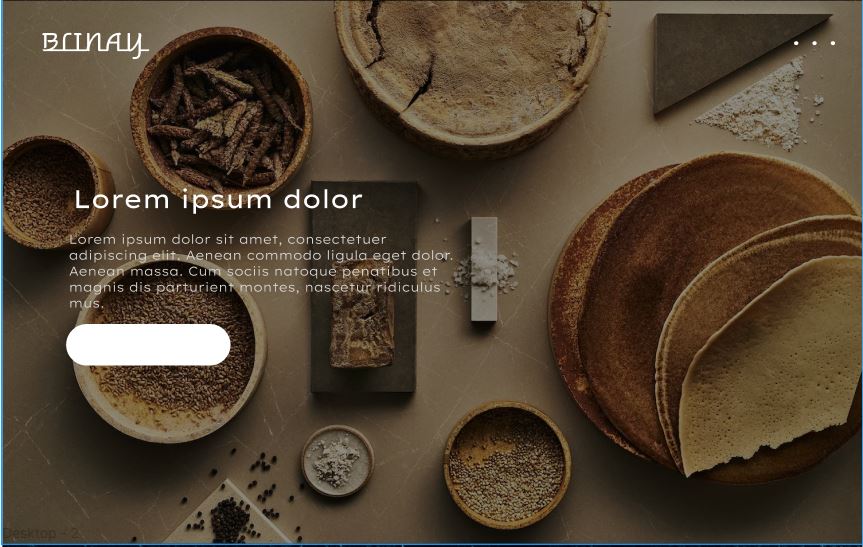 BLINAY
Lorem ipsum dolor
Lorem ipsum dolor sit amet, consectetuer
adipiscing elit. Aenean commodo ligula eget dolor.
Aenean massa. Cum sociis natoque penatibus et
magnis dis parturient montes, nascetur ridiculus
mus.
Desktop - 2